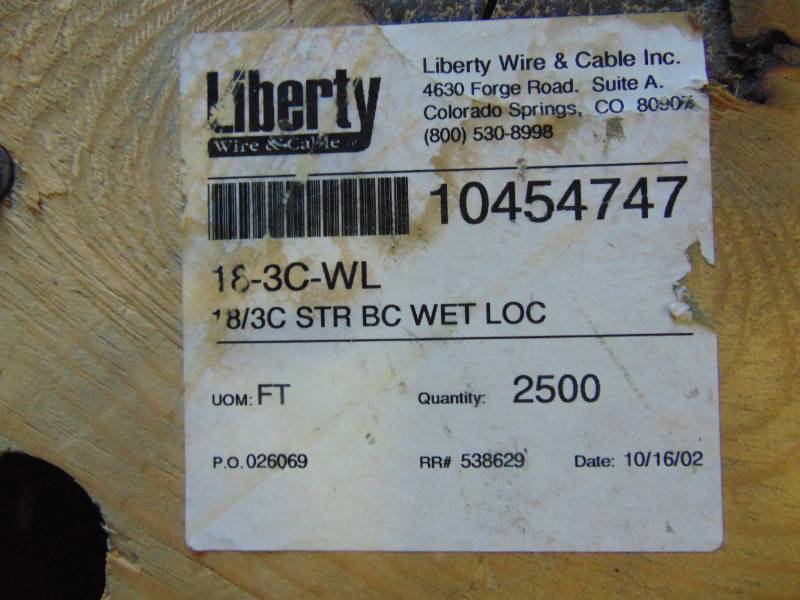 Liberty
Wire & Cable
Liberty Wire & Cable Inc.
4630 Forge Road. Suite A.
Colorado Springs, CO 80907
(800) 530-8998
10454747
18-3C-WL
18/3C STR BC WET LOC
UOM: FT Quantity: 2500
P.O. 026069 RR# 538629 Date: 10/16/02